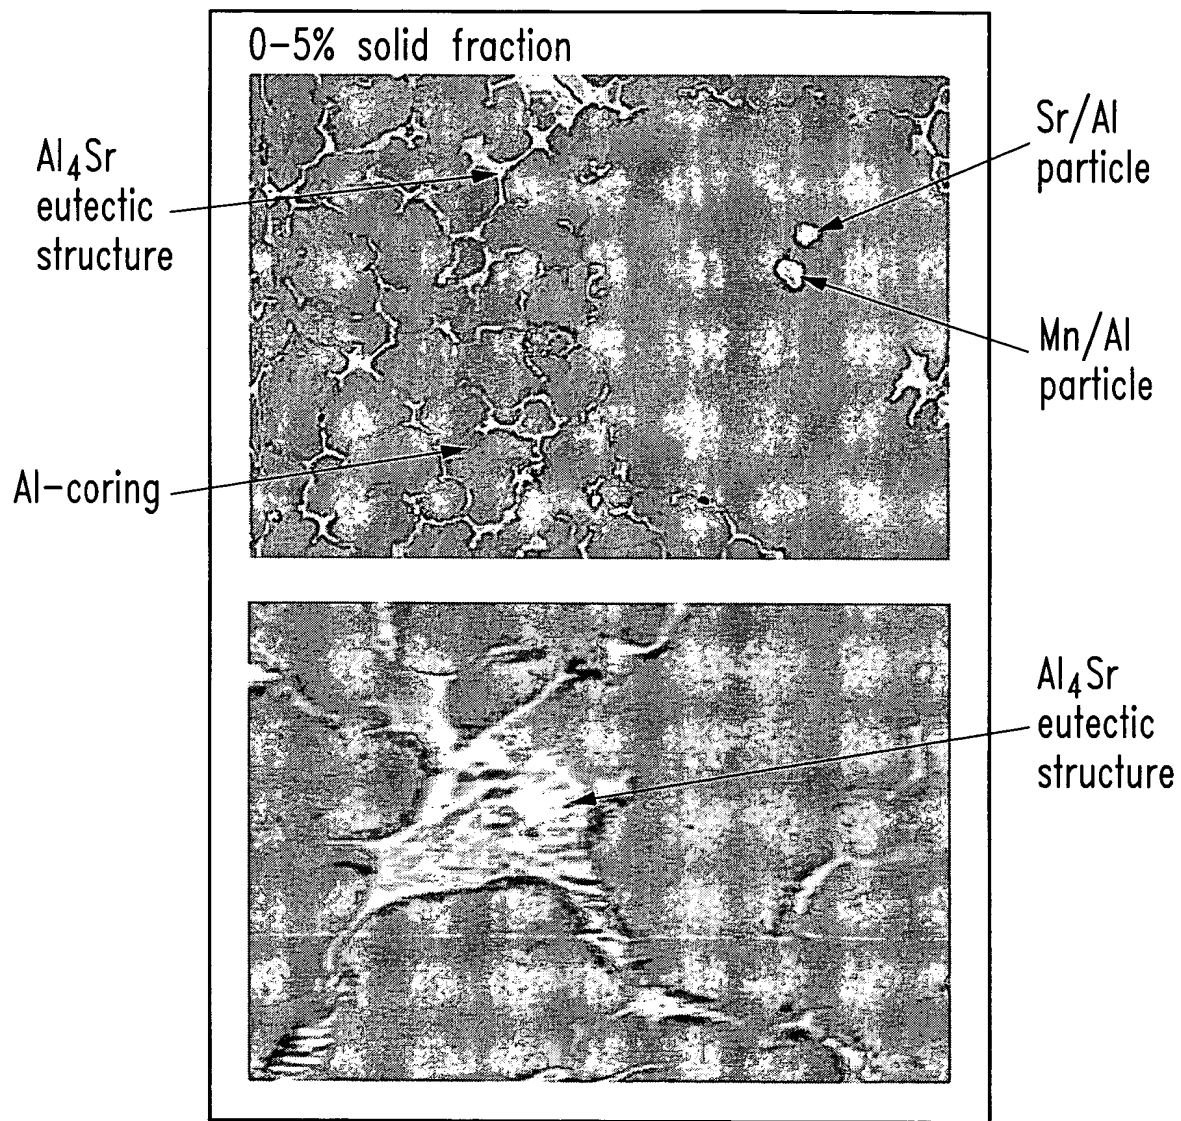 0-5% solid fraction
Al₄Sr
eutectic
structure
Sr/Al
particle
Mn/Al
particle
Al-coring
Al₄Sr
eutectic
structure